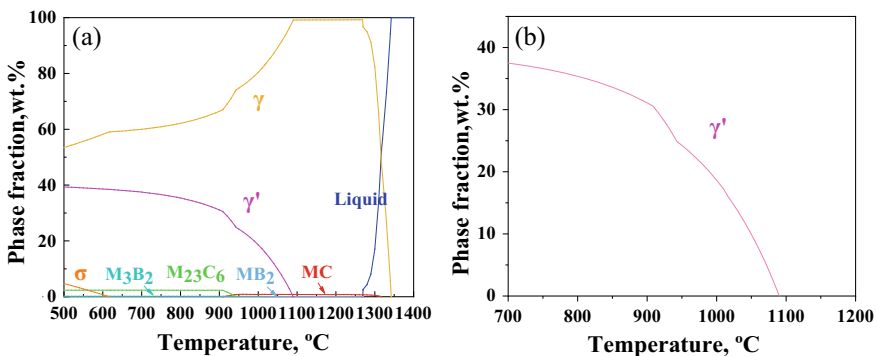 (a)
Phase fraction,wt.%
100
80
60
40
20
0
γ
γ'
Liquid
σ
M₃B₂
M₂₃C₆
MB₂
MC
500 600 700 800 900 1000 1100 1200 1300 1400
Temperature, ºC
(b)
Phase fraction,wt.%
40
30
20
10
0
γ'
700 800 900 1000 1100 1200
Temperature, ºC